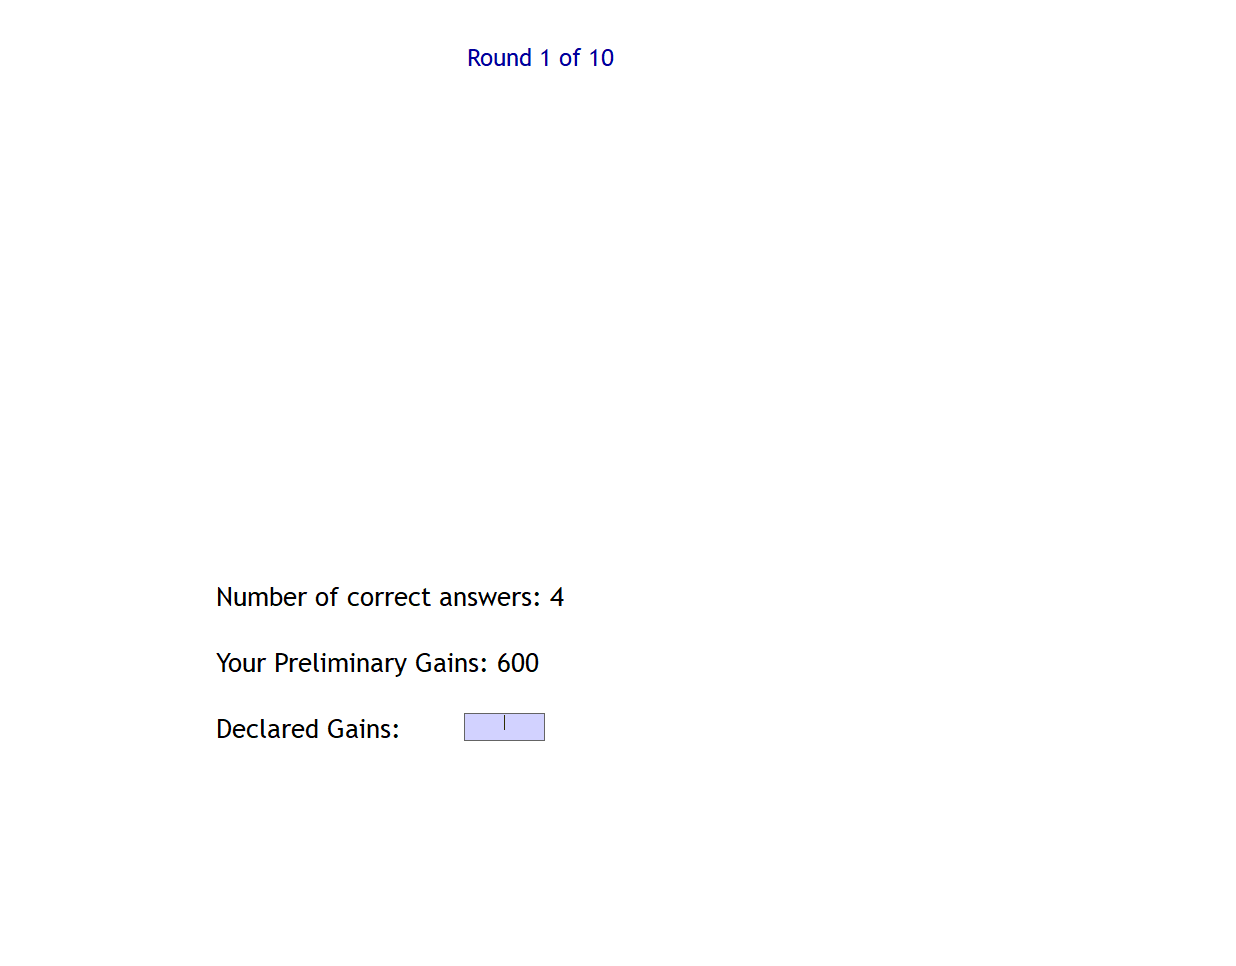 Round 1 of 10
Number of correct answers: 4
Your Preliminary Gains: 600
Declared Gains: